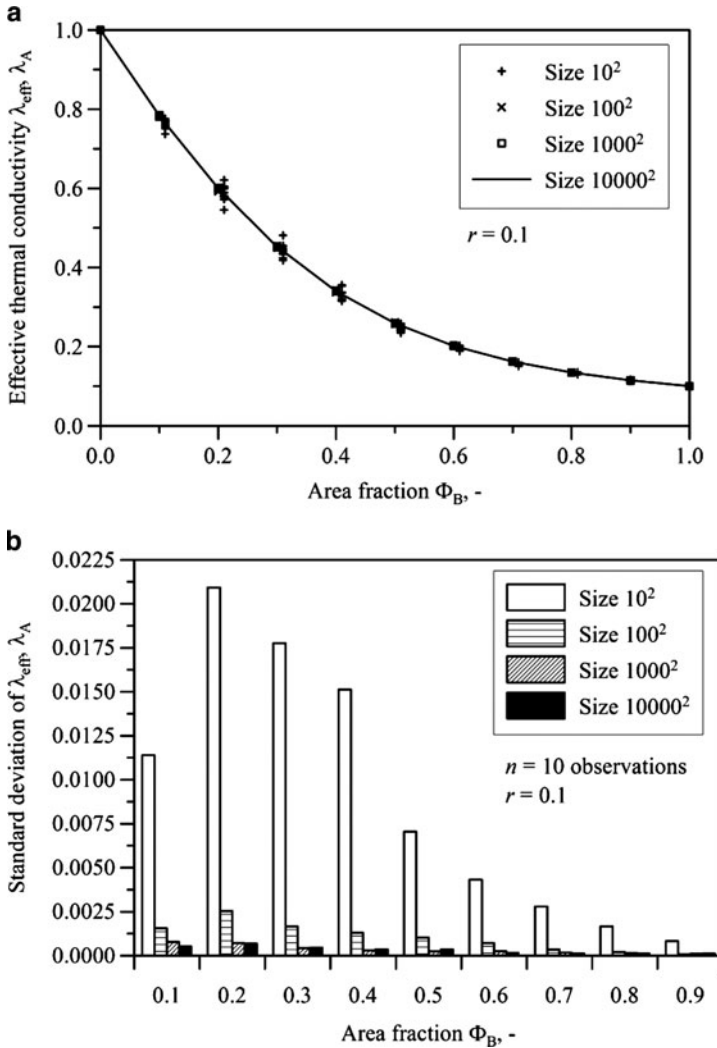 a
Effective thermal conductivity λeff, λA
1.0
0.8
0.6
0.4
0.2
0.0
0.0 0.2 0.4 0.6 0.8 1.0
Area fraction ΦB, -
Size 10²
Size 100²
Size 1000²
Size 10000²
r = 0.1
b
Standard deviation of λeff, λA
0.0225
0.0200
0.0175
0.0150
0.0125
0.0100
0.0075
0.0050
0.0025
0.0000
0.1 0.2 0.3 0.4 0.5 0.6 0.7 0.8 0.9
Area fraction ΦB, -
Size 10²
Size 100²
Size 1000²
Size 10000²
n = 10 observations
r = 0.1